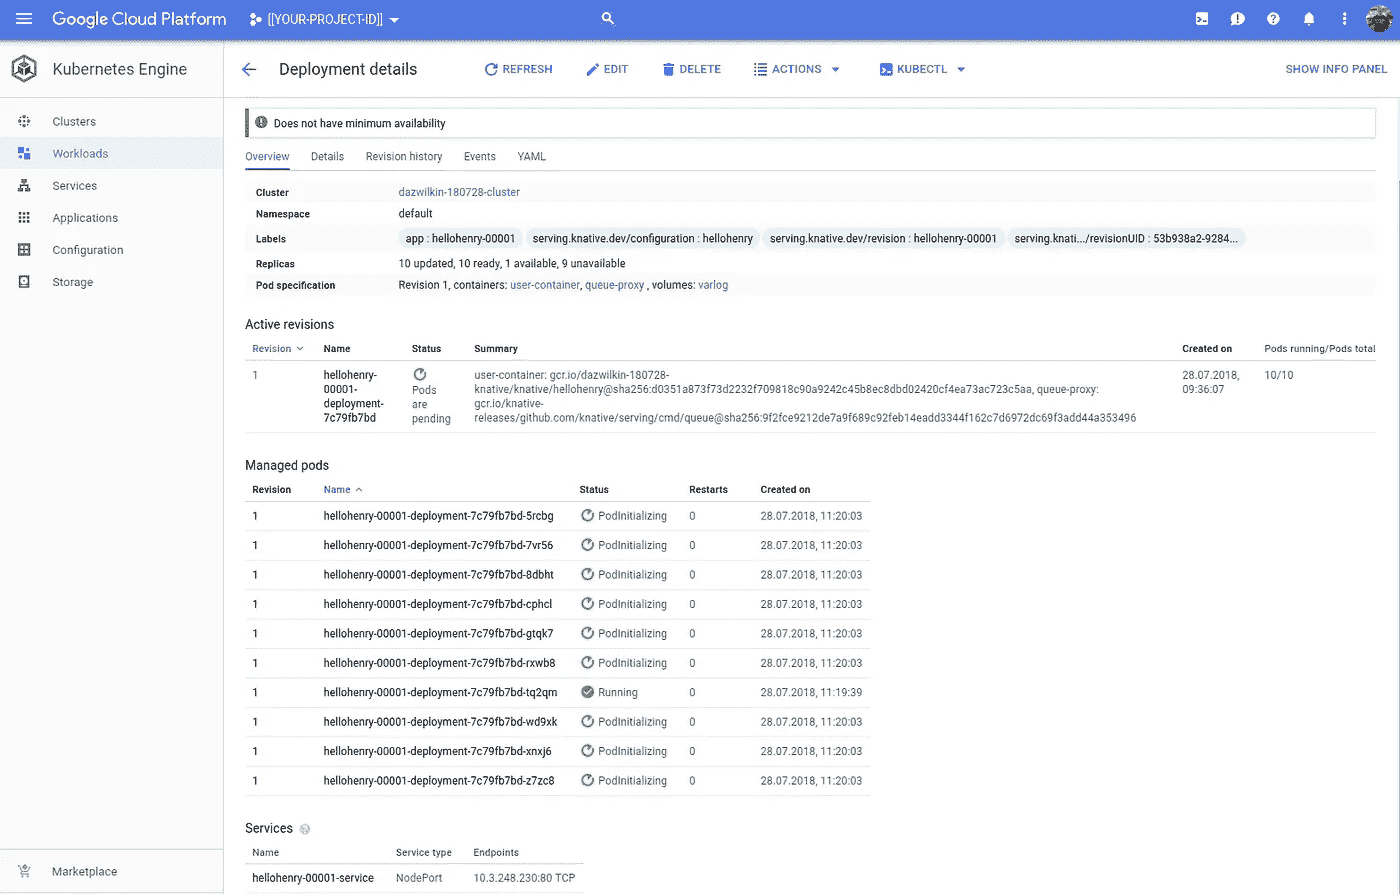 Google Cloud Platform [[YOUR-PROJECT-ID]]
Kubernetes Engine
Deployment details REFRESH EDIT DELETE ACTIONS KUBECTL SHOW INFO PANEL
Clusters
Workloads
Services
Applications
Configuration
Storage
Marketplace
Does not have minimum availability
Overview Details Revision history Events YAML
Cluster dazwilkin-180728-cluster
Namespace default
Labels app : hellohenry-00001 serving.knative.dev/configuration : hellohenry serving.knative.dev/revision : hellohenry-00001 serving.knati.../revisionUID : 53b938a2-9284...
Replicas 10 updated, 10 ready, 1 available, 9 unavailable
Pod specification Revision 1, containers: user-container, queue-proxy , volumes: varlog
Active revisions
Revision Name Status Summary Created on Pods running/Pods total
1 hellohenry- user-container: gcr.io/dazwilkin-180728- 28.07.2018, 10/10
00001- Pods knative/knative/hellohenry@sha256:d0351a873f73d2232f709818c90a9242c45b8ec8dbd02420cf4ea73ac723c5aa, queue-proxy: 09:36:07
deployment- are gcr.io/knative-
7c79fb7bd pending releases/github.com/knative/serving/cmd/queue@sha256:9f2fce9212de7a9f689c92feb14eadd3344f162c7d6972dc69f3add44a353496
Managed pods
Revision Name Status Restarts Created on
1 hellohenry-00001-deployment-7c79fb7bd-5rcbg PodInitializing 0 28.07.2018, 11:20:03
1 hellohenry-00001-deployment-7c79fb7bd-7vr56 PodInitializing 0 28.07.2018, 11:20:03
1 hellohenry-00001-deployment-7c79fb7bd-8dbht PodInitializing 0 28.07.2018, 11:20:03
1 hellohenry-00001-deployment-7c79fb7bd-cphcl PodInitializing 0 28.07.2018, 11:20:03
1 hellohenry-00001-deployment-7c79fb7bd-gtqk7 PodInitializing 0 28.07.2018, 11:20:03
1 hellohenry-00001-deployment-7c79fb7bd-rxwb8 PodInitializing 0 28.07.2018, 11:20:03
1 hellohenry-00001-deployment-7c79fb7bd-tq2qm Running 0 28.07.2018, 11:19:39
1 hellohenry-00001-deployment-7c79fb7bd-wd9xk PodInitializing 0 28.07.2018, 11:20:03
1 hellohenry-00001-deployment-7c79fb7bd-xnxj6 PodInitializing 0 28.07.2018, 11:20:03
1 hellohenry-00001-deployment-7c79fb7bd-z7zc8 PodInitializing 0 28.07.2018, 11:20:03
Services
Name Service type Endpoints
hellohenry-00001-service NodePort 10.3.248.230:80 TCP